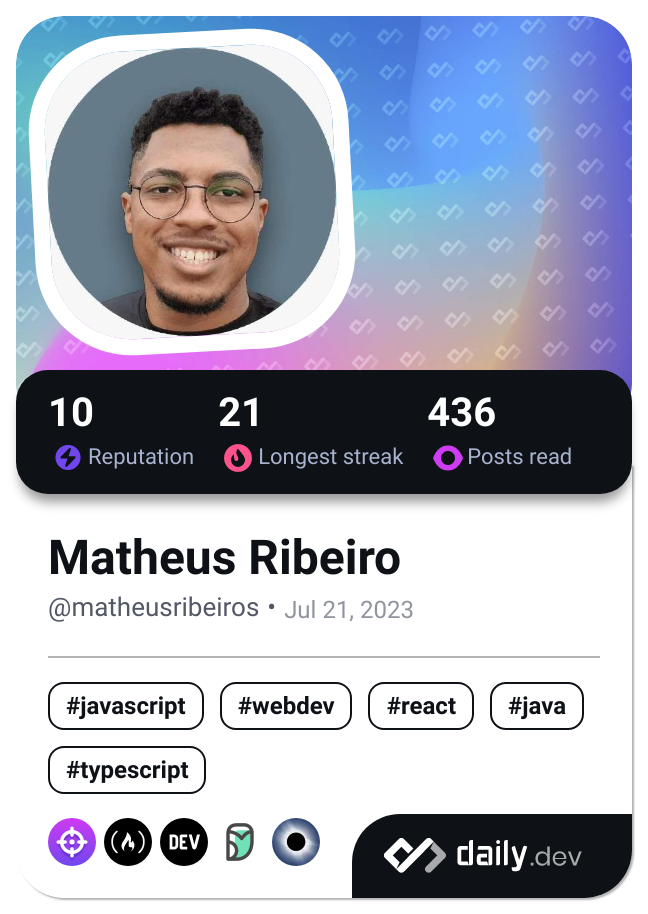 10 21 436
Reputation Longest streak Posts read
Matheus Ribeiro
@matheusribeiros • Jul 21, 2023
#javascript #webdev #react #java
#typescript
DEV
daily.dev